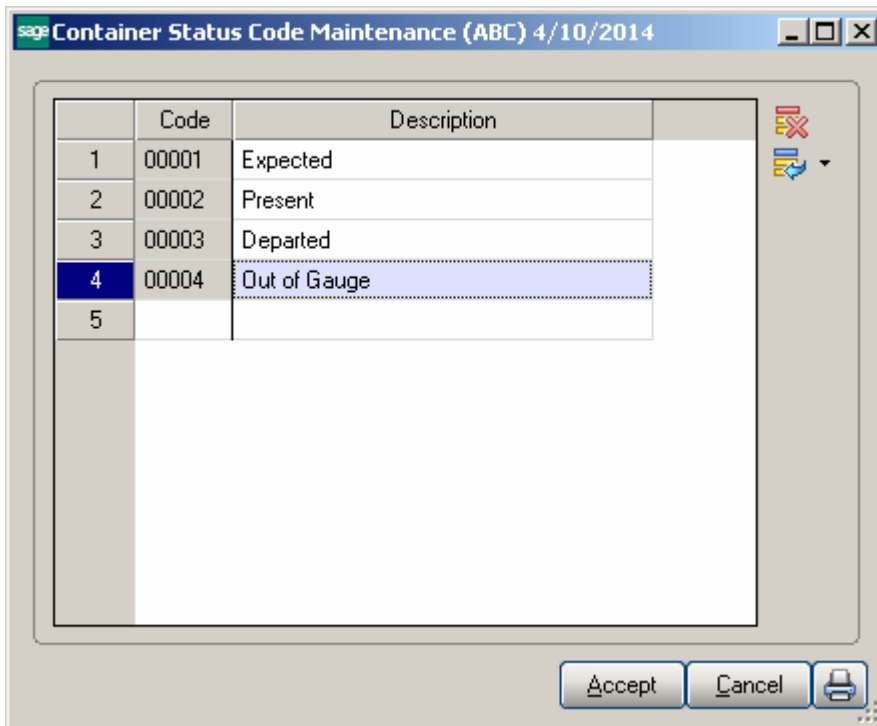 sage Container Status Code Maintenance (ABC) 4/10/2014
Code Description
1 00001 Expected
2 00002 Present
3 00003 Departed
4 00004 Out of Gauge
5
Accept Cancel